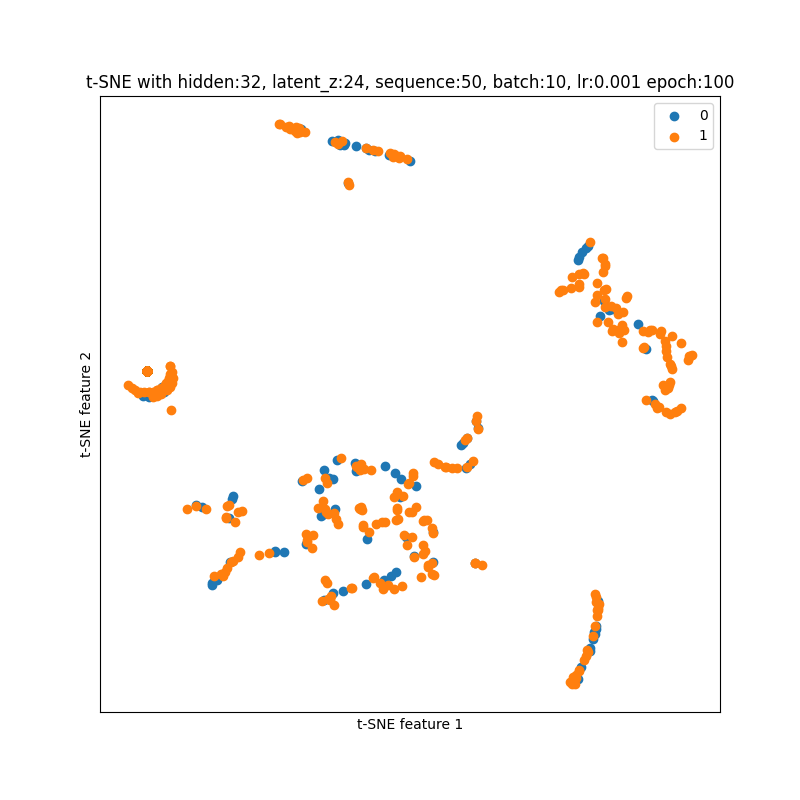 t-SNE with hidden:32, latent_z:24, sequence:50, batch:10, lr:0.001 epoch:100
0
1
t-SNE feature 2
t-SNE feature 1